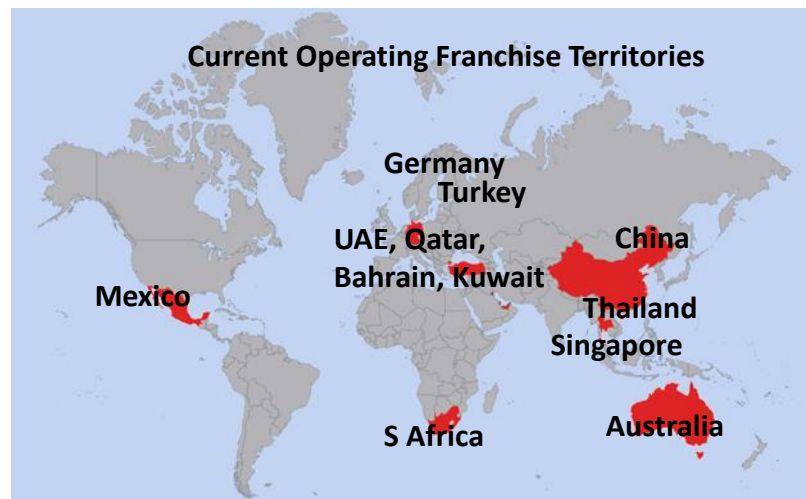 Current Operating Franchise Territories
Germany
Turkey
UAE, Qatar,
Bahrain, Kuwait
China
Mexico
Thailand
Singapore
S Africa
Australia